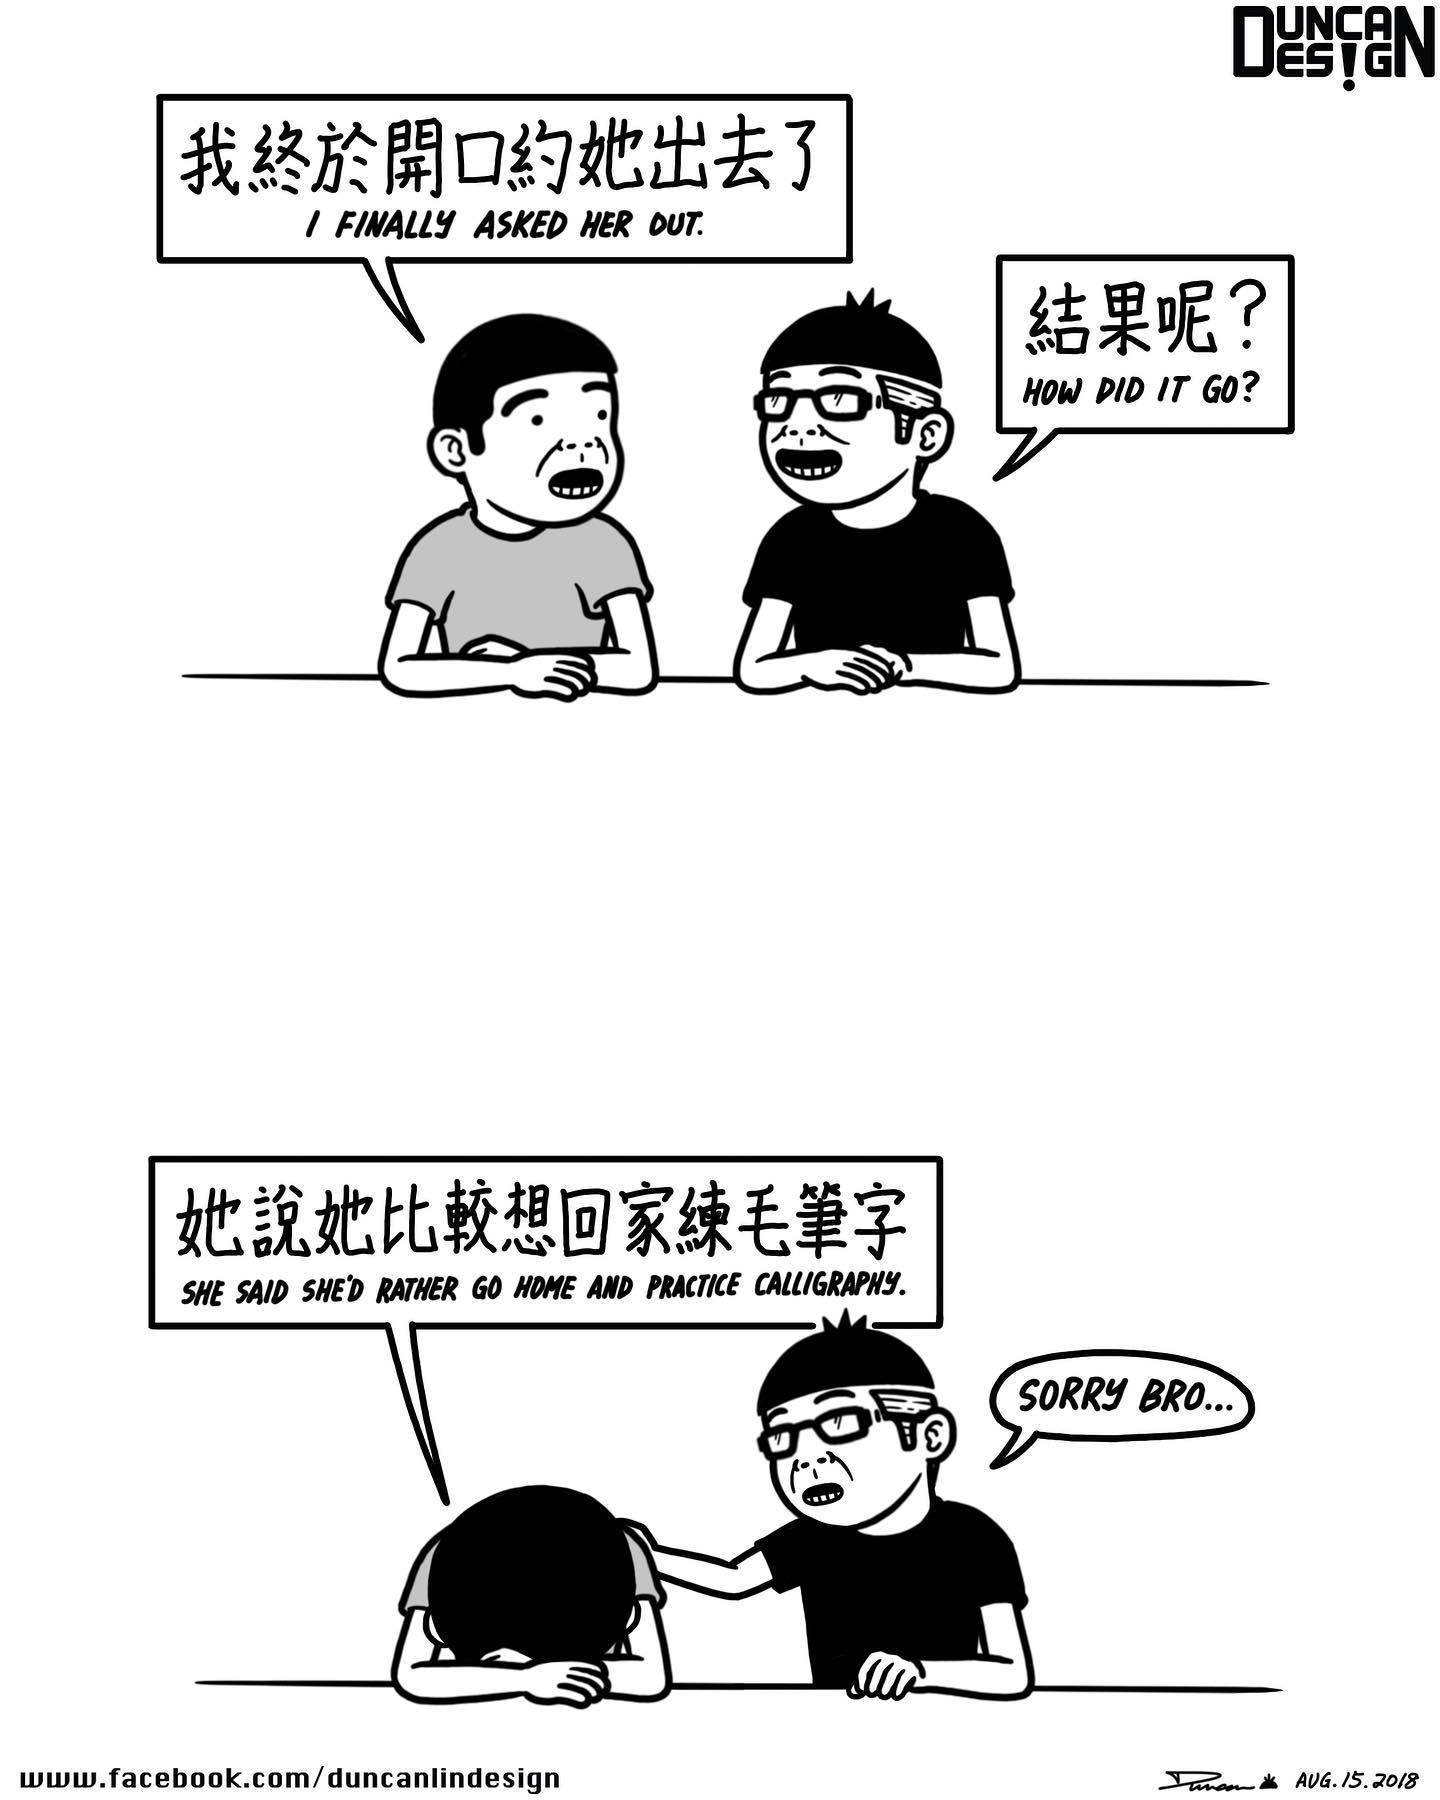 DUNCAN
DESIGN
我終於開口約她出去了
I FINALLY ASKED HER OUT.
結果呢？
HOW DID IT GO?
她說她比較想回家練毛筆字
SHE SAID SHE'D RATHER GO HOME AND PRACTICE CALLIGRAPHY.
SORRY BRO...
www.facebook.com/duncanlindesign
Duncan AUG.15.2018